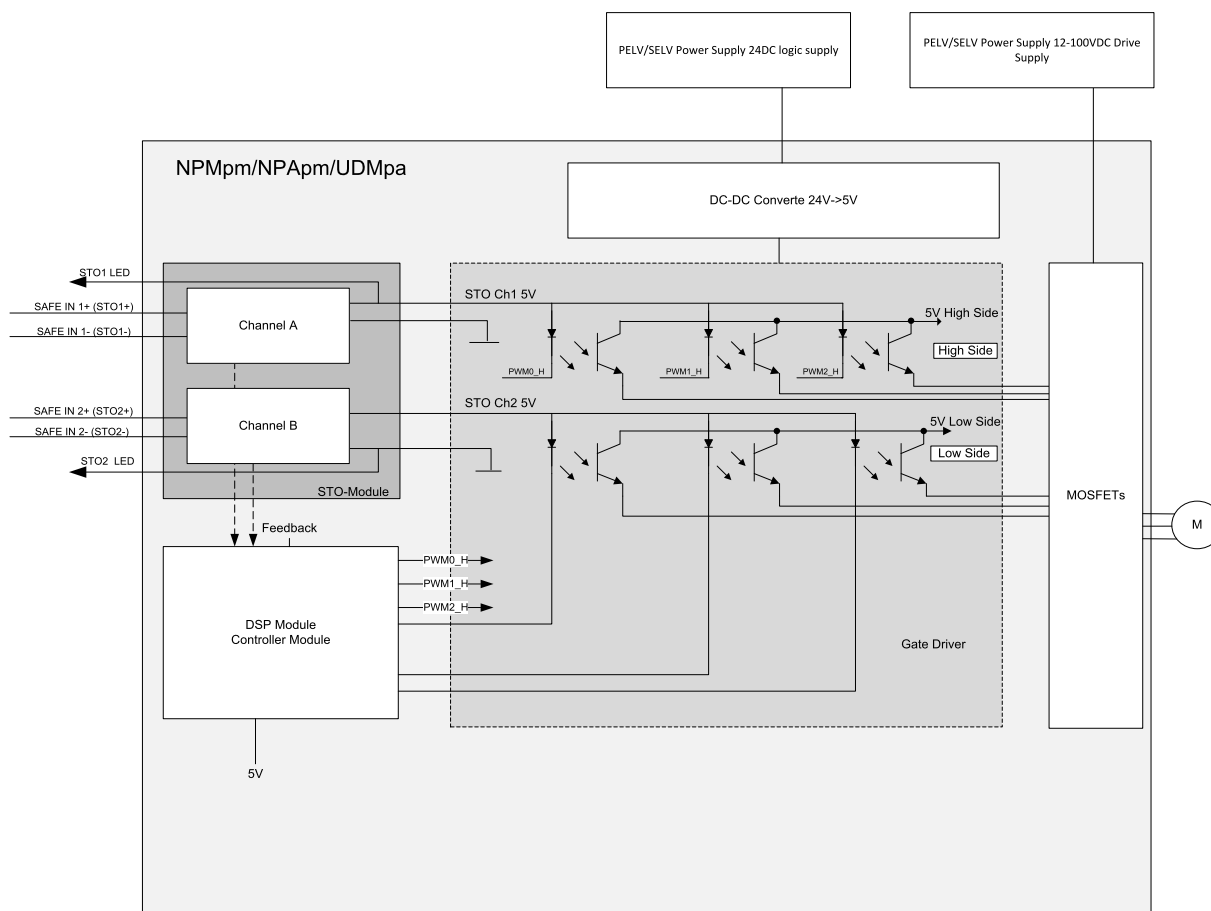 PELV/SELV Power Supply 24DC logic supply
PELV/SELV Power Supply 12-100VDC Drive
Supply
NPMpm/NPApm/UDMpa
DC-DC Converte 24V->5V
STO1 LED
SAFE IN 1+ (STO1+)
SAFE IN 1- (STO1-)
Channel A
STO Ch1 5V
5V High Side
High Side
PWM0_H
PWM1_H
PWM2_H
SAFE IN 2+ (STO2+)
SAFE IN 2- (STO2-)
Channel B
STO Ch2 5V
5V Low Side
Low Side
STO2 LED
STO-Module
MOSFETs
M
Feedback
PWM0_H
PWM1_H
PWM2_H
DSP Module
Controller Module
Gate Driver
5V